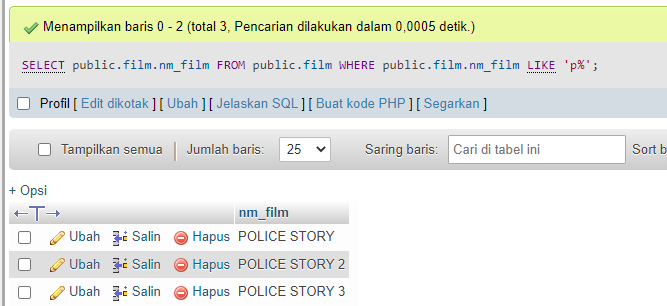 Menampilkan baris 0 - 2 (total 3, Pencarian dilakukan dalam 0,0005 detik.)
SELECT public.film.nm_film FROM public.film WHERE public.film.nm_film LIKE 'p%';
Profil [ Edit dikotak ] [ Ubah ] [ Jelaskan SQL ] [ Buat kode PHP ] [ Segarkan ]
Tampilkan semua Jumlah baris: 25 Saring baris: Cari di tabel ini Sort b
+ Opsi
←T→ nm_film
Ubah Salin Hapus POLICE STORY
Ubah Salin Hapus POLICE STORY 2
Ubah Salin Hapus POLICE STORY 3